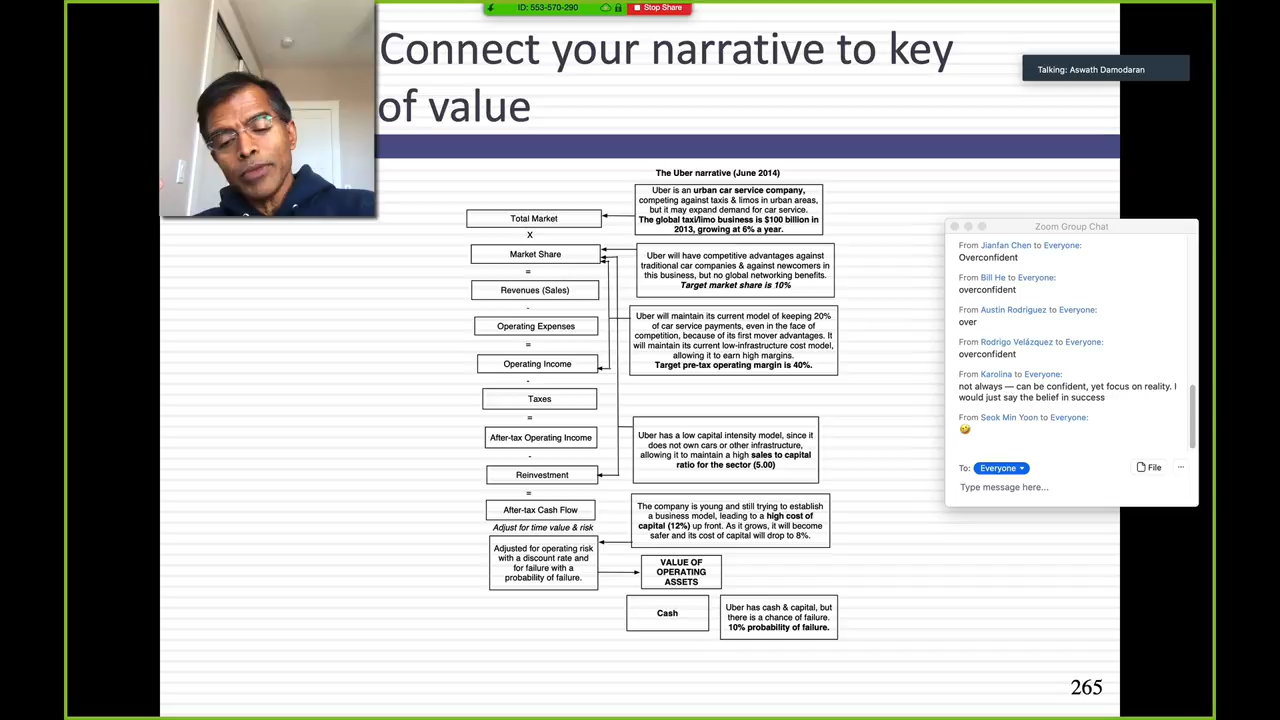 ID: 553-570-290
Stop Share
Connect your narrative to key
of value
Talking: Aswath Damodaran
The Uber narrative (June 2014)
Total Market
X
Market Share
=
Revenues (Sales)
-
Operating Expenses
=
Operating Income
-
Taxes
=
After-tax Operating Income
-
Reinvestment
=
After-tax Cash Flow
Adjust for time value & risk
Adjusted for operating risk
with a discount rate and
for failure with a
probability of failure.
Uber is an urban car service company,
competing against taxis & limos in urban areas,
but it may expand demand for car service.
The global taxi/limo business is $100 billion in
2013, growing at 6% a year.
Uber will have competitive advantages against
traditional car companies & against newcomers in
this business, but no global networking benefits.
Target market share is 10%
Uber will maintain its current model of keeping 20%
of car service payments, even in the face of
competition, because of its first mover advantages. It
will maintain its current low-infrastructure cost model,
allowing it to earn high margins.
Target pre-tax operating margin is 40%.
Uber has a low capital intensity model, since it
does not own cars or other infrastructure,
allowing it to maintain a high sales to capital
ratio for the sector (5.00)
The company is young and still trying to establish
a business model, leading to a high cost of
capital (12%) up front. As it grows, it will become
safer and its cost of capital will drop to 8%.
VALUE OF
OPERATING
ASSETS
Cash
Uber has cash & capital, but
there is a chance of failure.
10% probability of failure.
265
Zoom Group Chat
From Jianfan Chen to Everyone:
Overconfident
From Bill He to Everyone:
overconfident
From Austin Rodriguez to Everyone:
over
From Rodrigo Velázquez to Everyone:
overconfident
From Karolina to Everyone:
not always — can be confident, yet focus on reality. I
would just say the belief in success
From Seok Min Yoon to Everyone:
🤣
To: Everyone
File
...
Type message here...